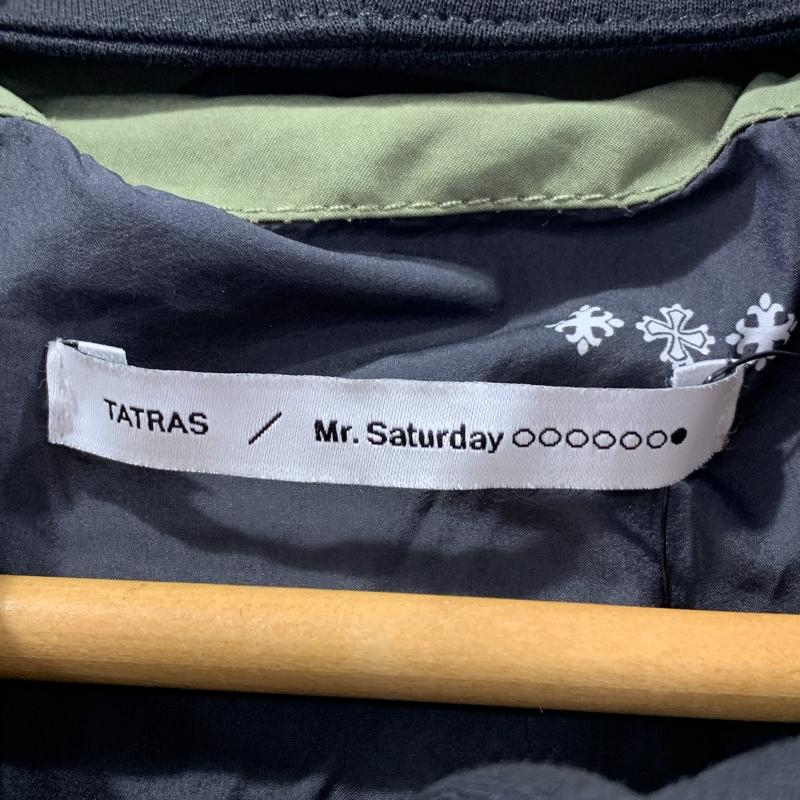 TATRAS / Mr. Saturday ○○○○○○●